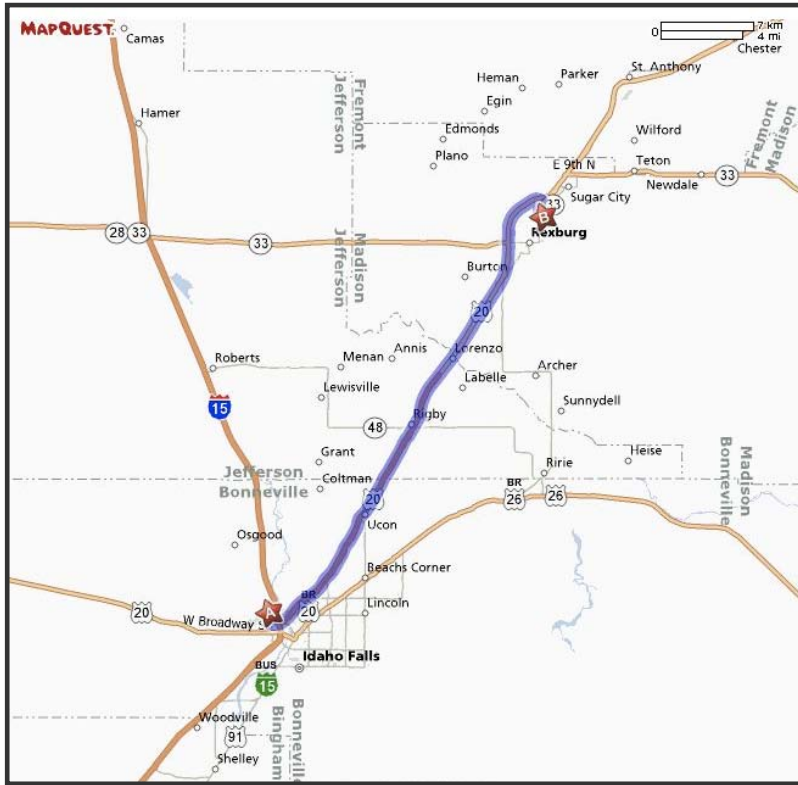 MAPQUEST
0 7 km
4 mi
Camas
Chester
St. Anthony
Parker
Heman
Egin
Hamer
Fremont
Jefferson
Edmonds
Wilford
Plano
E 9th N
Teton
Fremont
Madison
Newdale
33
Sugar City
33
B
Rexburg
28
33
33
Madison
Jefferson
Burton
20
Lorenzo
Annis
Menan
Roberts
Archer
Labelle
Lewisville
Sunnydell
15
Rigby
48
Grant
Heise
Madison
Bonneville
Ririe
Jefferson
Bonneville
Coltman
BR
26
26
20
Ucon
Osgood
Beachs Corner
BR
20
A
Lincoln
20
W Broadway S
Idaho Falls
BUS
15
Woodville
91
Bonneville
Bingham
Shelley